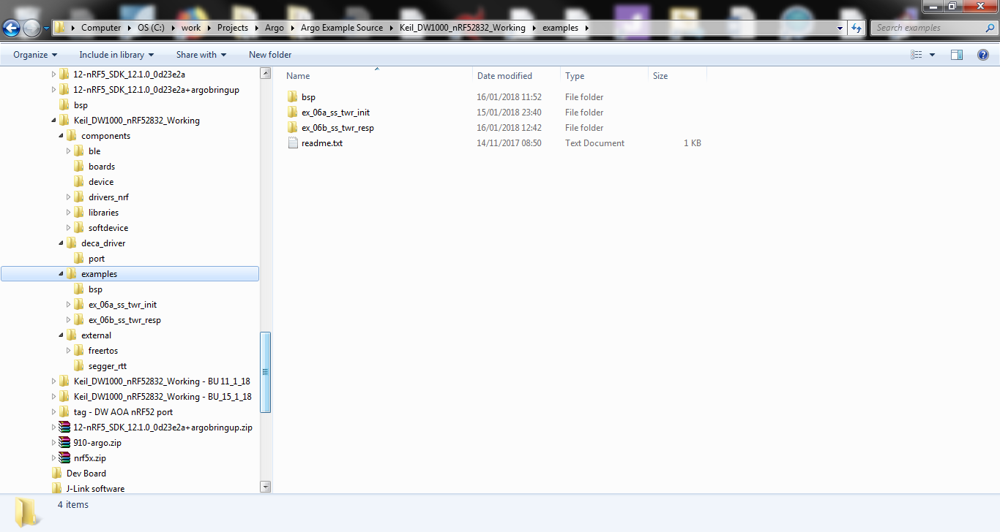 Computer OS (C:) work Projects Argo Argo Example Source Keil_DW1000_nRF52832_Working examples
Search examples
Organize Include in library Share with New folder
12-nRF5_SDK_12.1.0_0d23e2a
12-nRF5_SDK_12.1.0_0d23e2a+argobringup
bsp
Keil_DW1000_nRF52832_Working
components
ble
boards
device
drivers_nrf
libraries
softdevice
deca_driver
port
examples
bsp
ex_06a_ss_twr_init
ex_06b_ss_twr_resp
external
freertos
segger_rtt
Keil_DW1000_nRF52832_Working - BU 11_1_18
Keil_DW1000_nRF52832_Working - BU_15_1_18
tag - DW AOA nRF52 port
12-nRF5_SDK_12.1.0_0d23e2a+argobringup.zip
910-argo.zip
nrf5x.zip
Dev Board
J-Link software
Name Date modified Type Size
bsp 16/01/2018 11:52 File folder
ex_06a_ss_twr_init 15/01/2018 23:40 File folder
ex_06b_ss_twr_resp 16/01/2018 12:42 File folder
readme.txt 14/11/2017 08:50 Text Document 1 KB
4 items